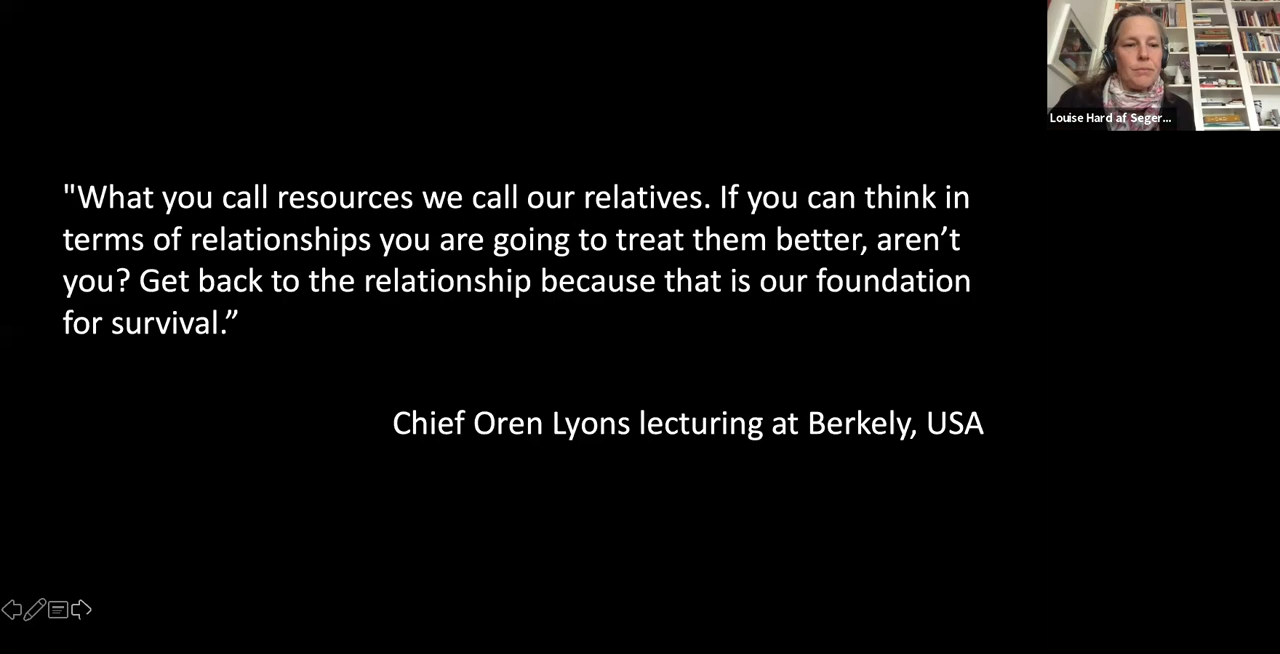 Louise Hard af Seger...
"What you call resources we call our relatives. If you can think in
terms of relationships you are going to treat them better, aren’t
you? Get back to the relationship because that is our foundation
for survival.”
Chief Oren Lyons lecturing at Berkely, USA